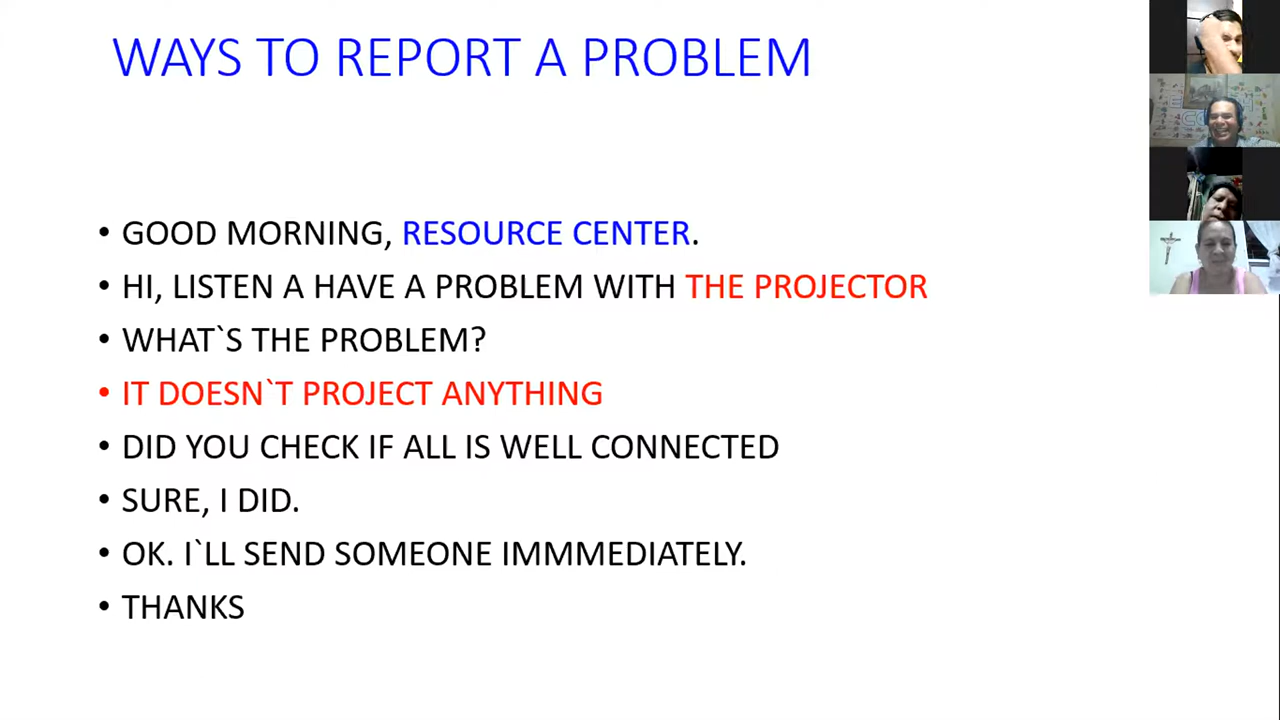 WAYS TO REPORT A PROBLEM
• GOOD MORNING, RESOURCE CENTER.
• HI, LISTEN A HAVE A PROBLEM WITH THE PROJECTOR
• WHAT`S THE PROBLEM?
• IT DOESN`T PROJECT ANYTHING
• DID YOU CHECK IF ALL IS WELL CONNECTED
• SURE, I DID.
• OK. I`LL SEND SOMEONE IMMMEDIATELY.
• THANKS